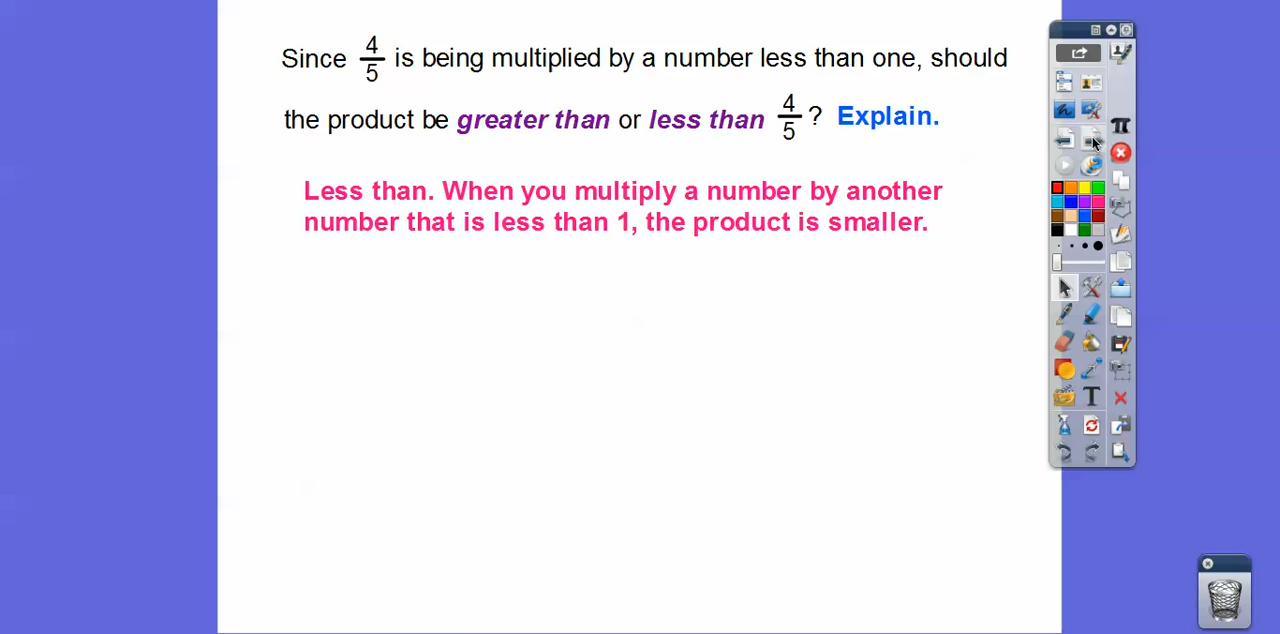 Since 4/5 is being multiplied by a number less than one, should
the product be greater than or less than 4/5? Explain.
Less than. When you multiply a number by another
number that is less than 1, the product is smaller.